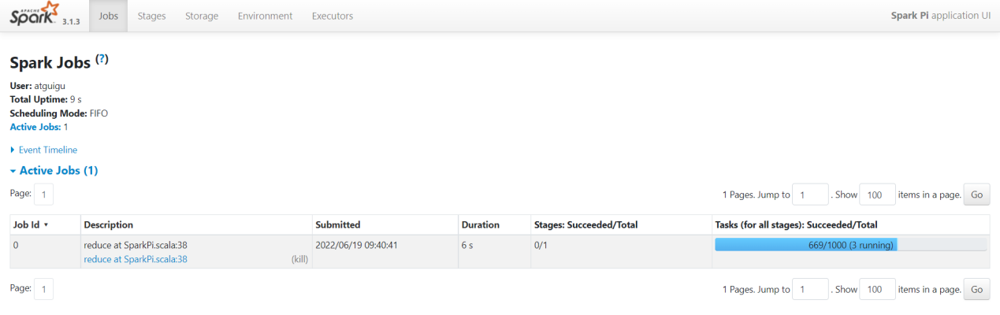 APACHE
Spark 3.1.3 Jobs Stages Storage Environment Executors Spark Pi application UI
Spark Jobs (?)
User: atguigu
Total Uptime: 9 s
Scheduling Mode: FIFO
Active Jobs: 1
Event Timeline
Active Jobs (1)
Page: 1 1 Pages. Jump to 1 . Show 100 items in a page. Go
Job Id Description Submitted Duration Stages: Succeeded/Total Tasks (for all stages): Succeeded/Total
0 reduce at SparkPi.scala:38 2022/06/19 09:40:41 6 s 0/1 669/1000 (3 running)
reduce at SparkPi.scala:38 (kill)
Page: 1 1 Pages. Jump to 1 . Show 100 items in a page. Go